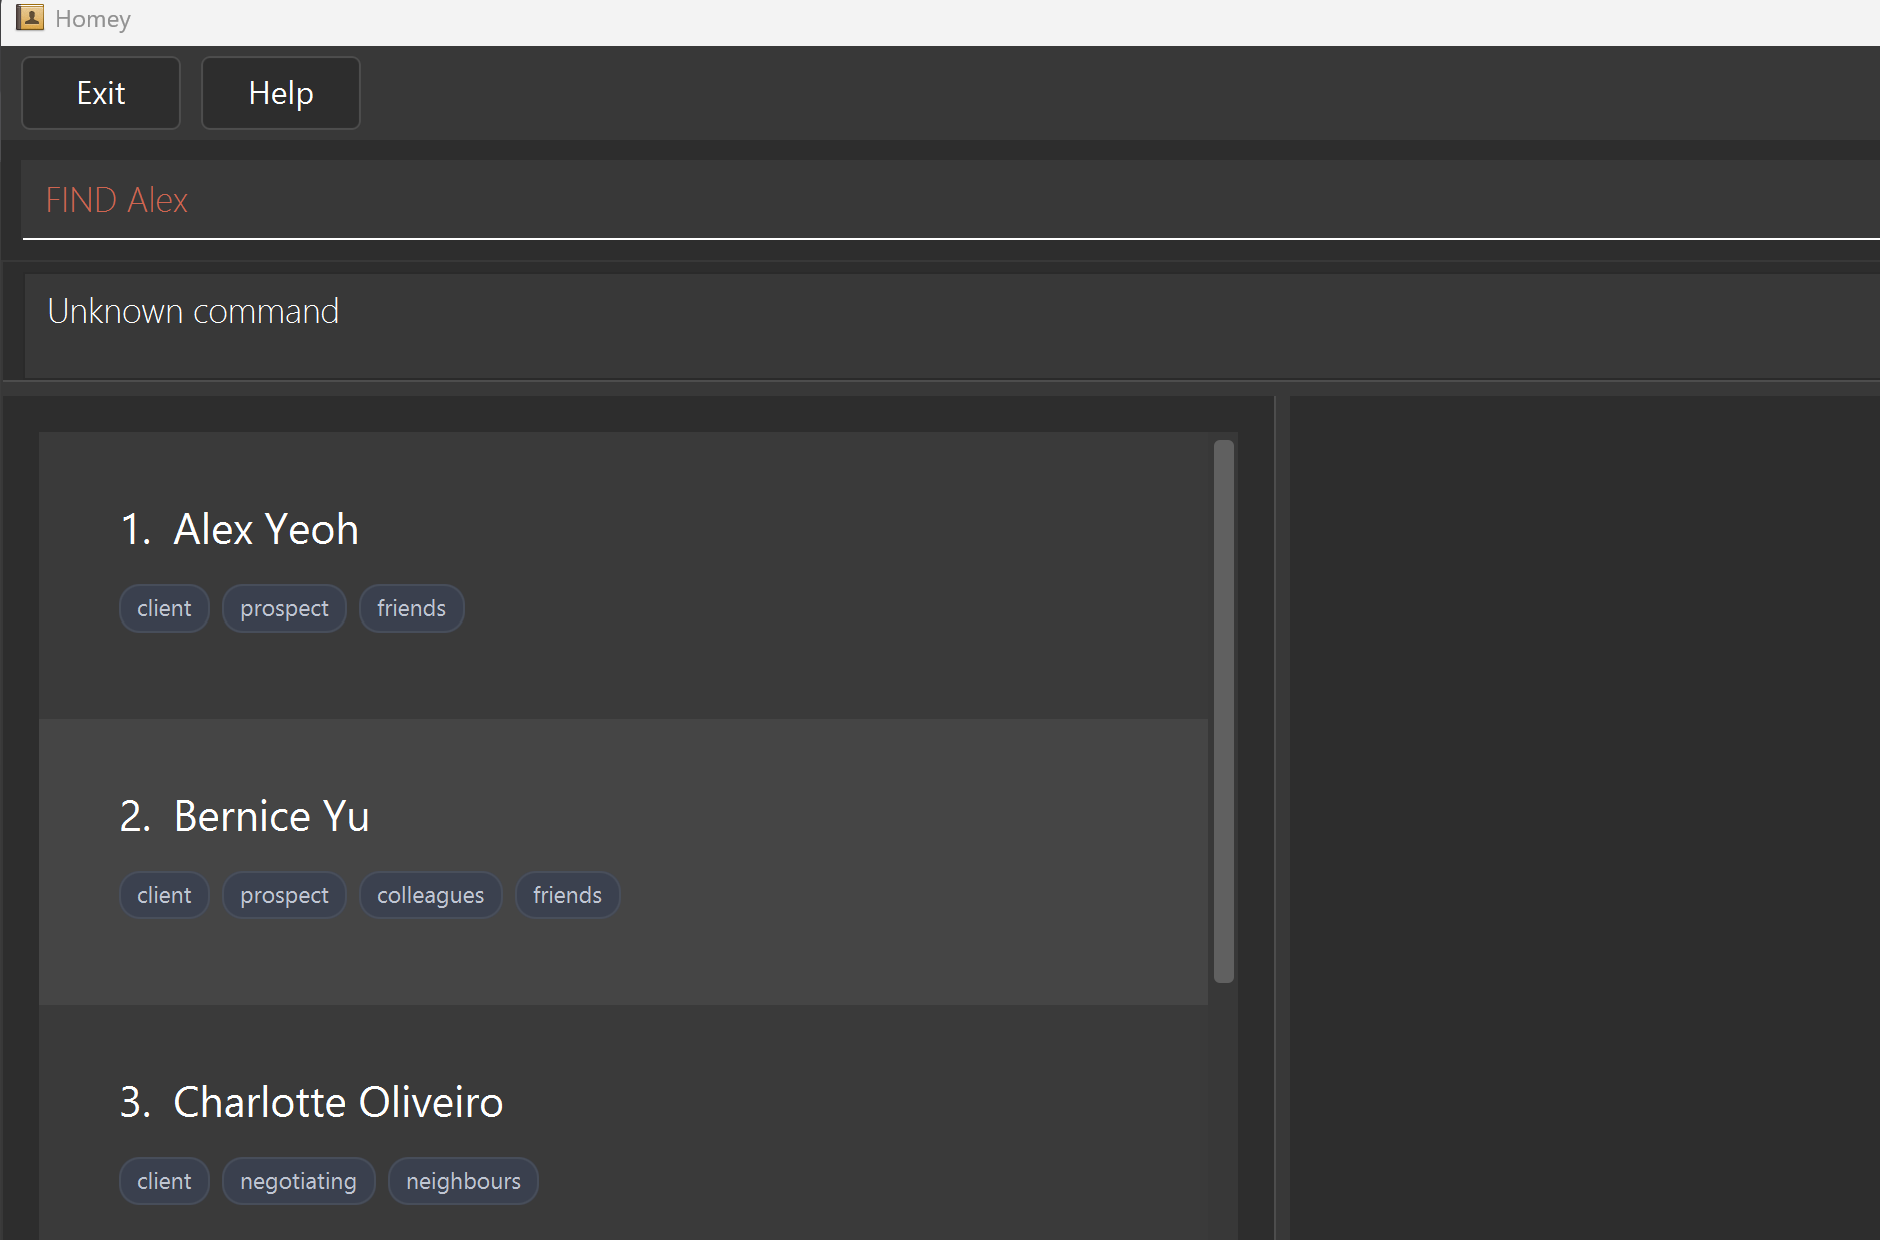 Homey
Exit Help
FIND Alex
Unknown command
1. Alex Yeoh
client prospect friends
2. Bernice Yu
client prospect colleagues friends
3. Charlotte Oliveiro
client negotiating neighbours